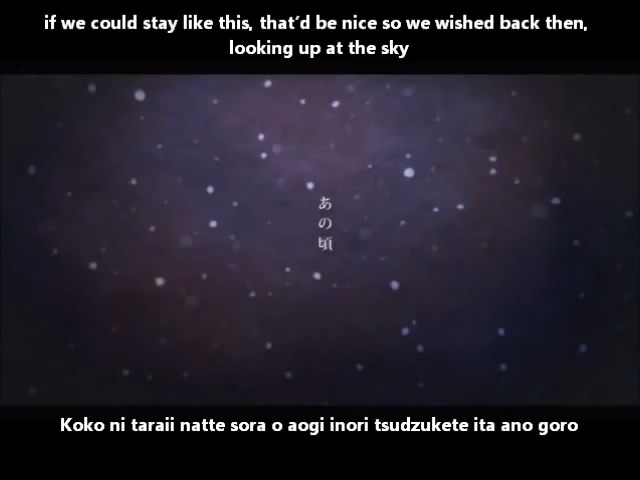 if we could stay like this, that'd be nice so we wished back then,
looking up at the sky
あの頃
Koko ni taraii natte sora o aogi inori tsudzukete ita ano goro